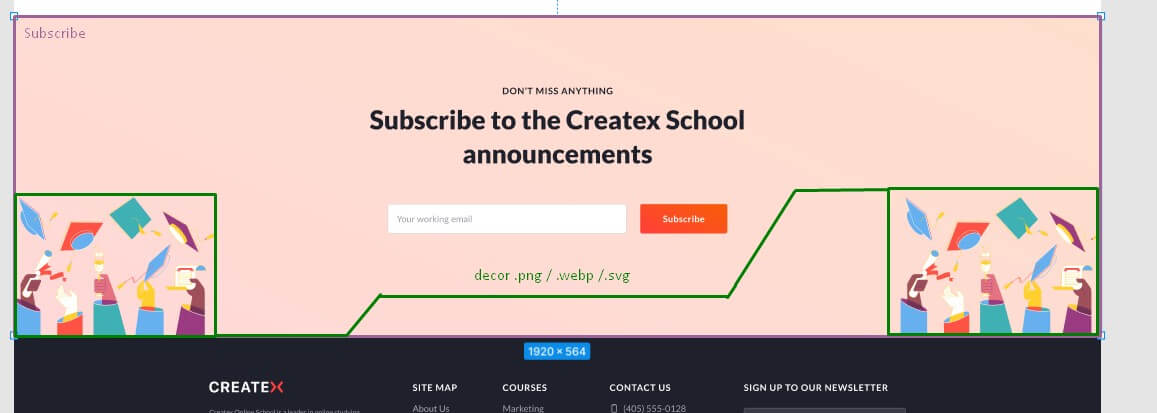 Subscribe
DON'T MISS ANYTHING
Subscribe to the Createx School
announcements
Your working email
Subscribe
decor .png / .webp /.svg
1920 × 564
CREATEX
SITE MAP
COURSES
CONTACT US
SIGN UP TO OUR NEWSLETTER
Createx Online School is a leader in online studying.
About Us
Marketing
(405) 555-0128